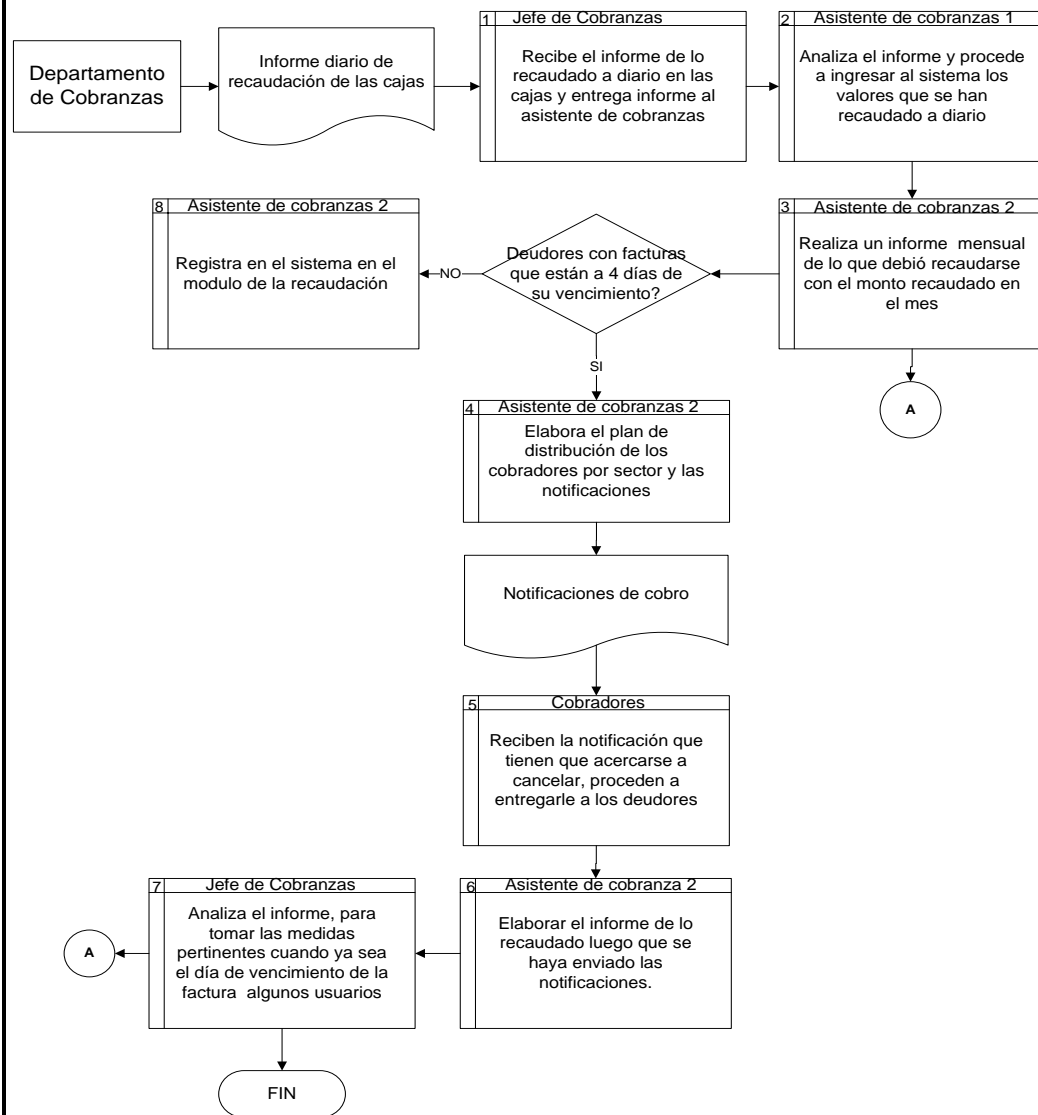 Departamento
de Cobranzas
Informe diario de
recaudación de las cajas
1
Jefe de Cobranzas
Recibe el informe de lo
recaudado a diario en las
cajas y entrega informe al
asistente de cobranzas
2
Asistente de cobranzas 1
Analiza el informe y procede
a ingresar al sistema los
valores que se han
recaudado a diario
8
Asistente de cobranzas 2
Registra en el sistema en el
modulo de la recaudación
NO
Deudores con facturas
que están a 4 días de
su vencimiento?
3
Asistente de cobranzas 2
Realiza un informe mensual
de lo que debió recaudarse
con el monto recaudado en
el mes
SI
A
4
Asistente de cobranzas 2
Elabora el plan de
distribución de los
cobradores por sector y las
notificaciones
Notificaciones de cobro
5
Cobradores
Reciben la notificación que
tienen que acercarse a
cancelar, proceden a
entregarle a los deudores
7
Jefe de Cobranzas
Analiza el informe, para
tomar las medidas
pertinentes cuando ya sea
el día de vencimiento de la
factura algunos usuarios
6
Asistente de cobranza 2
Elaborar el informe de lo
recaudado luego que se
haya enviado las
notificaciones.
A
FIN